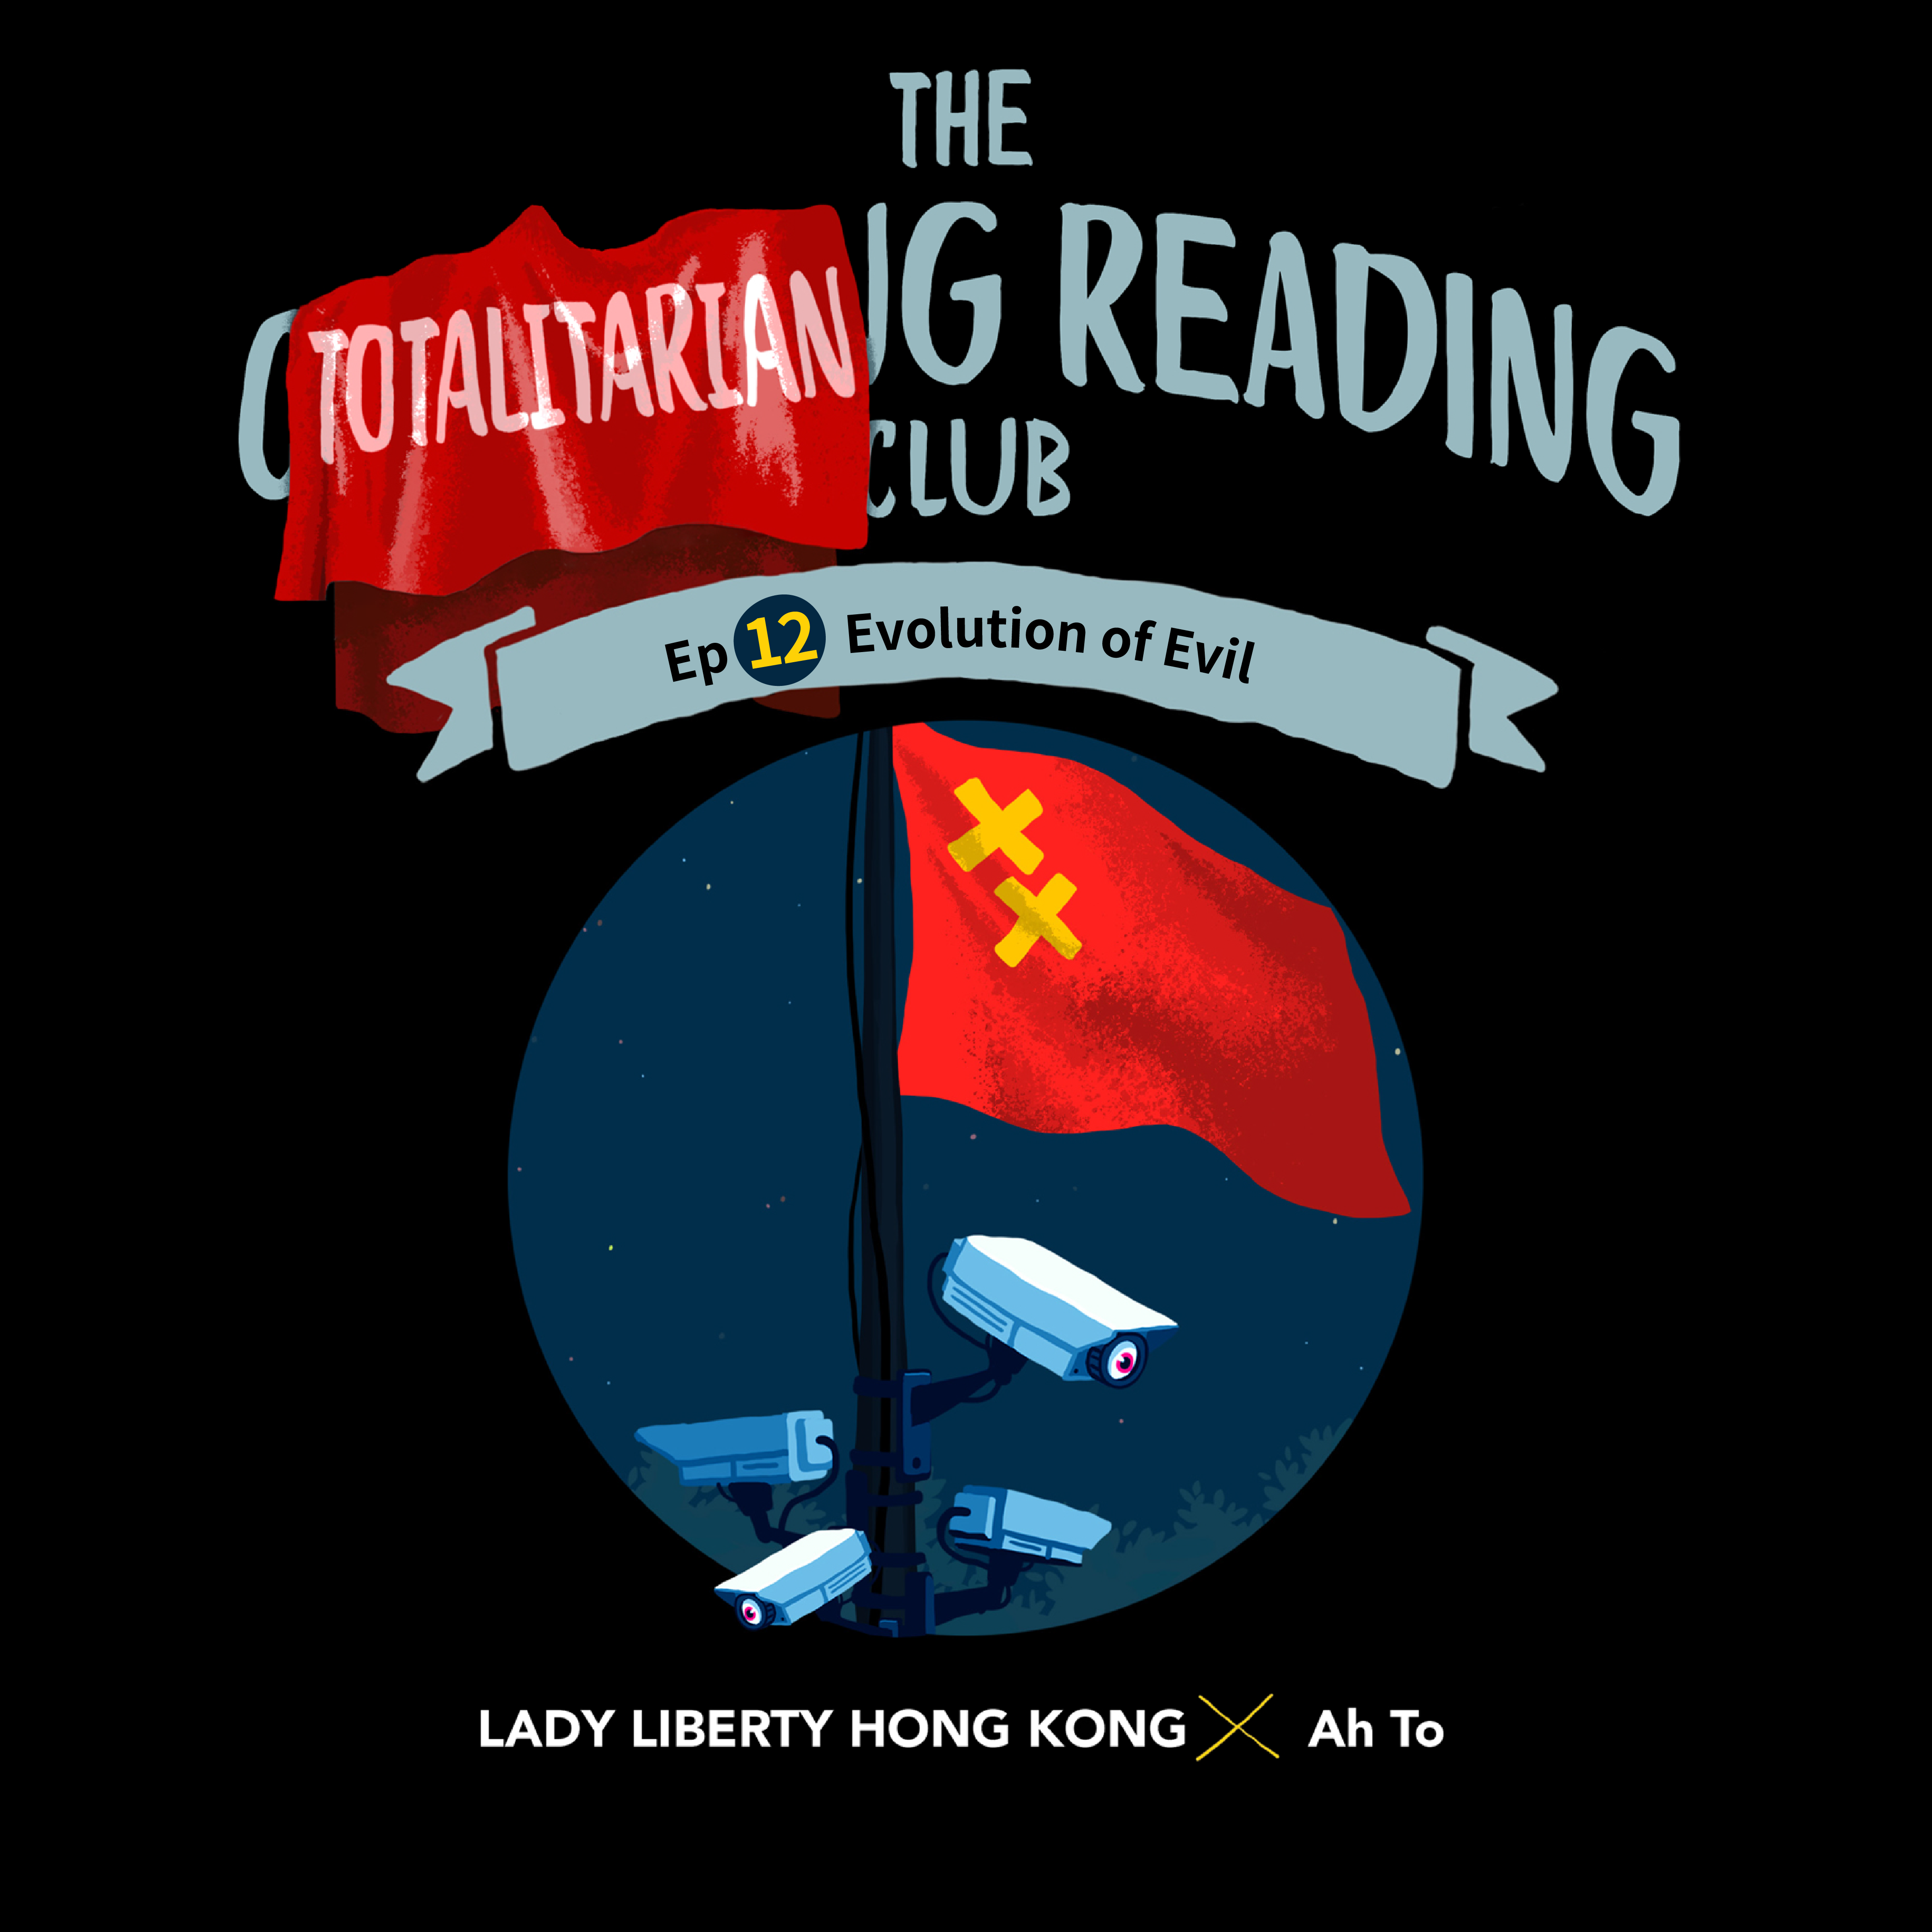 THE
TOTALITARIAN READING
CLUB
Ep 12 Evolution of Evil
LADY LIBERTY HONG KONG X Ah To